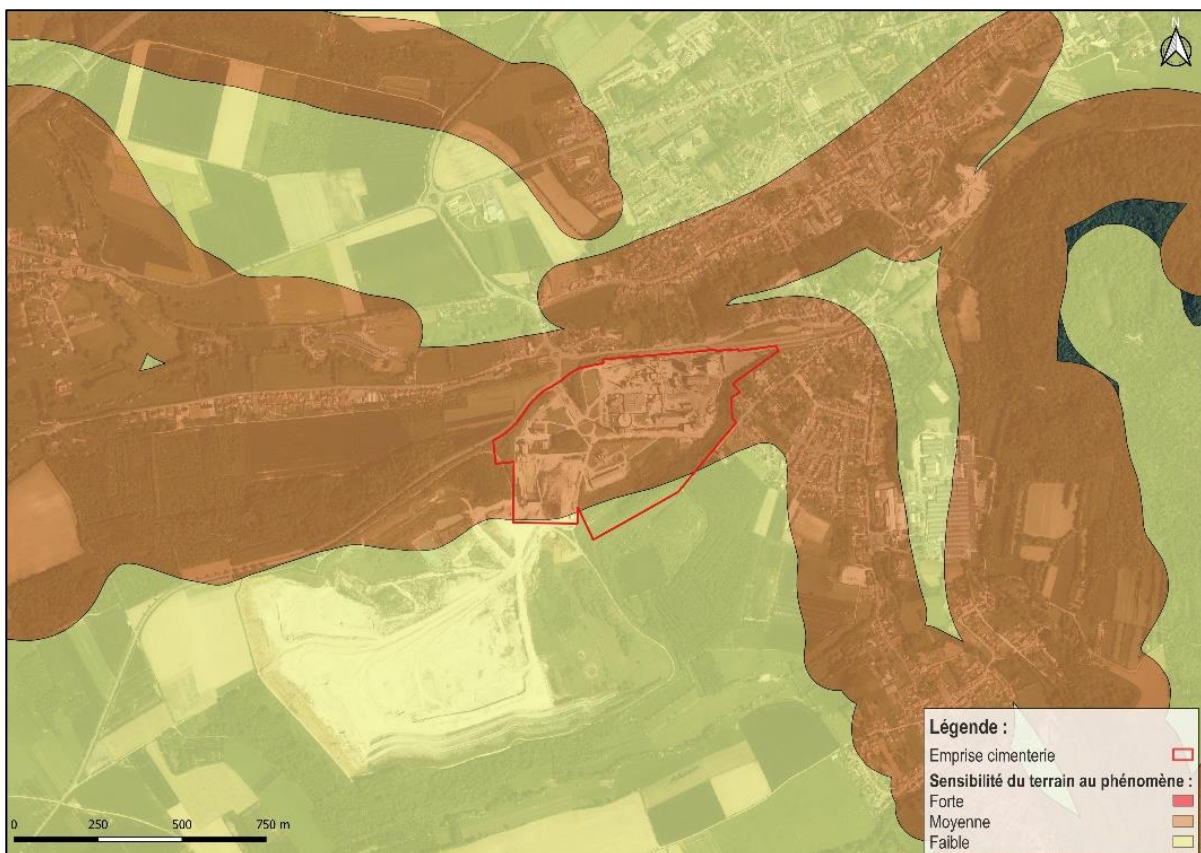 N
Légende :
Emprise cimenterie
Sensibilité du terrain au phénomène :
Forte
Moyenne
Faible
0 250 500 750 m